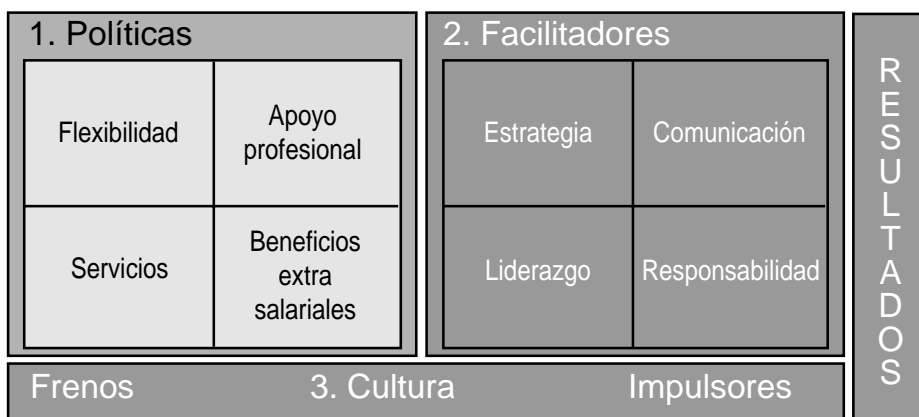 1. Políticas
Flexibilidad
Apoyo
profesional
Servicios
Beneficios
extra
salariales
2. Facilitadores
Estrategia
Comunicación
Liderazgo
Responsabilidad
Frenos
3. Cultura
Impulsores
R
E
S
U
L
T
A
D
O
S